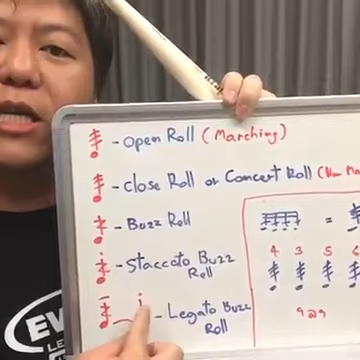 - Open Roll (Marching)
- close Roll or Concert Roll
- Buzz Roll
=
- Staccato Buzz
Roll
4 3 5 6
- Legato Buzz
Roll